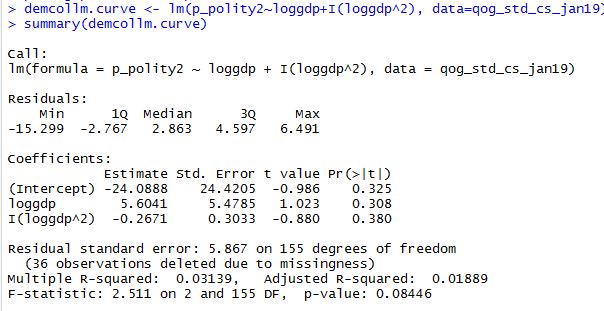 > demcollm.curve <- lm(p_polity2~loggdp+I(loggdp^2), data=qog_std_cs_jan19)
> summary(demcollm.curve)
Call:
lm(formula = p_polity2 ~ loggdp + I(loggdp^2), data = qog_std_cs_jan19)
Residuals:
    Min      1Q  Median      3Q     Max
-15.299  -2.767   2.863   4.597   6.491
Coefficients:
            Estimate Std. Error t value Pr(>|t|)
(Intercept) -24.0888    24.4205  -0.986    0.325
loggdp        5.6041     5.4785   1.023    0.308
I(loggdp^2)  -0.2671     0.3033  -0.880    0.380
Residual standard error: 5.867 on 155 degrees of freedom
  (36 observations deleted due to missingness)
Multiple R-squared:  0.03139,   Adjusted R-squared:  0.01889
F-statistic: 2.511 on 2 and 155 DF,  p-value: 0.08446